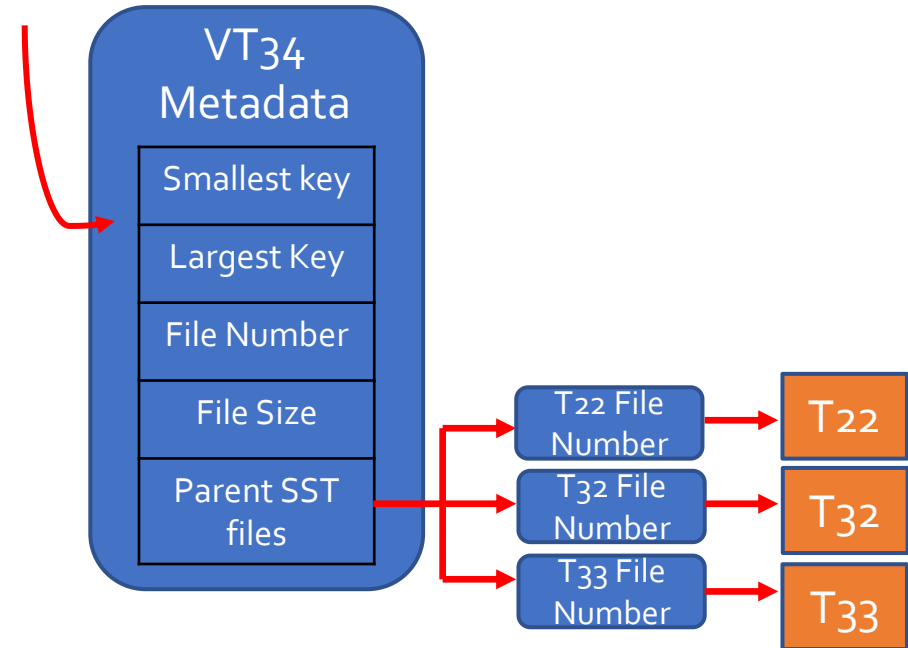 VT34
Metadata
Smallest key
Largest Key
File Number
File Size
Parent SST
files
T22 File
Number
T22
T32 File
Number
T32
T33 File
Number
T33